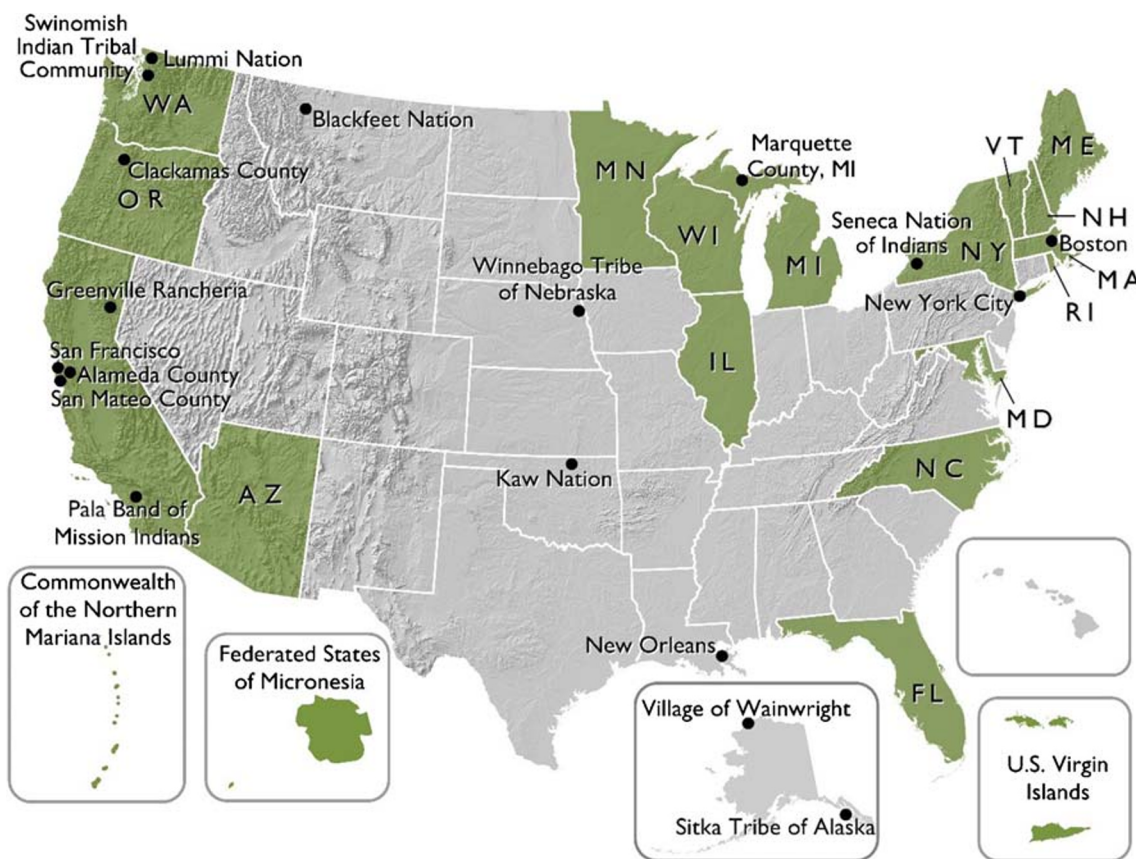 Swinomish
Indian Tribal
Community
Lummi Nation
WA
Blackfeet Nation
Clackamas County
OR
MN
Marquette
County, MI
VT
ME
WI
MI
Seneca Nation
of Indians
NY
NH
Boston
MA
Winnebago Tribe
of Nebraska
New York City
RI
Greenville Rancheria
San Francisco
Alameda County
San Mateo County
IL
MD
NC
Kaw Nation
AZ
Pala Band of
Mission Indians
Commonwealth
of the Northern
Mariana Islands
Federated States
of Micronesia
New Orleans
FL
Village of Wainwright
Sitka Tribe of Alaska
U.S. Virgin
Islands